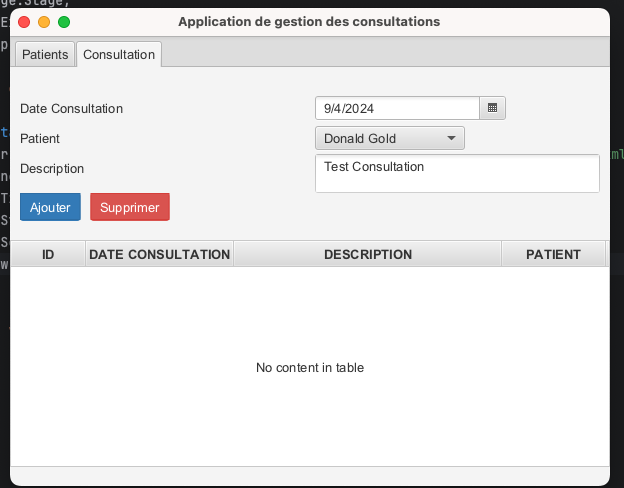 ge.Stage;
Application de gestion des consultations
Patients Consultation
Date Consultation 9/4/2024
Patient Donald Gold
Description Test Consultation
Ajouter Supprimer
ID DATE CONSULTATION DESCRIPTION PATIENT
No content in table